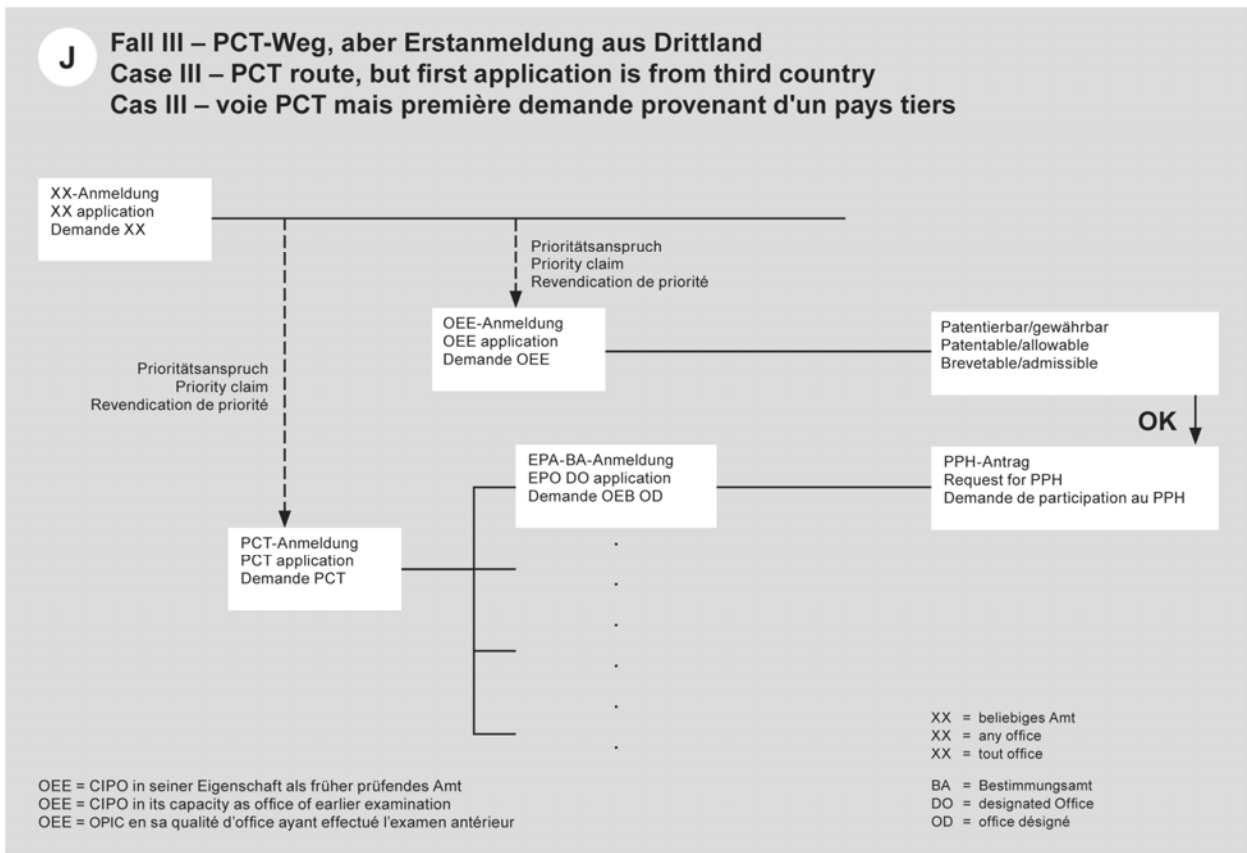 J
Fall III – PCT-Weg, aber Erstanmeldung aus Drittland
Case III – PCT route, but first application is from third country
Cas III – voie PCT mais première demande provenant d'un pays tiers
XX-Anmeldung
XX application
Demande XX
Prioritätsanspruch
Priority claim
Revendication de priorité
OEE-Anmeldung
OEE application
Demande OEE
Patentierbar/gewährbar
Patentable/allowable
Brevetable/admissible
Prioritätsanspruch
Priority claim
Revendication de priorité
OK
EPA-BA-Anmeldung
EPO DO application
Demande OEB OD
PPH-Antrag
Request for PPH
Demande de participation au PPH
PCT-Anmeldung
PCT application
Demande PCT
XX = beliebiges Amt
XX = any office
XX = tout office
BA = Bestimmungsamt
DO = designated Office
OD = office désigné
OEE = CIPO in seiner Eigenschaft als früher prüfendes Amt
OEE = CIPO in its capacity as office of earlier examination
OEE = OPIC en sa qualité d'office ayant effectué l'examen antérieur